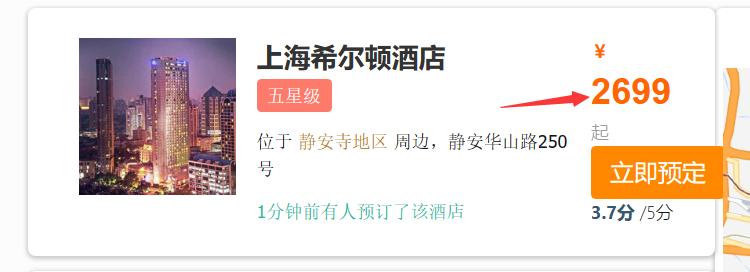 上海希尔顿酒店
五星级
位于 静安寺地区 周边，静安华山路250
号
1分钟前有人预订了该酒店
¥
2699
起
立即预定
3.7分 /5分